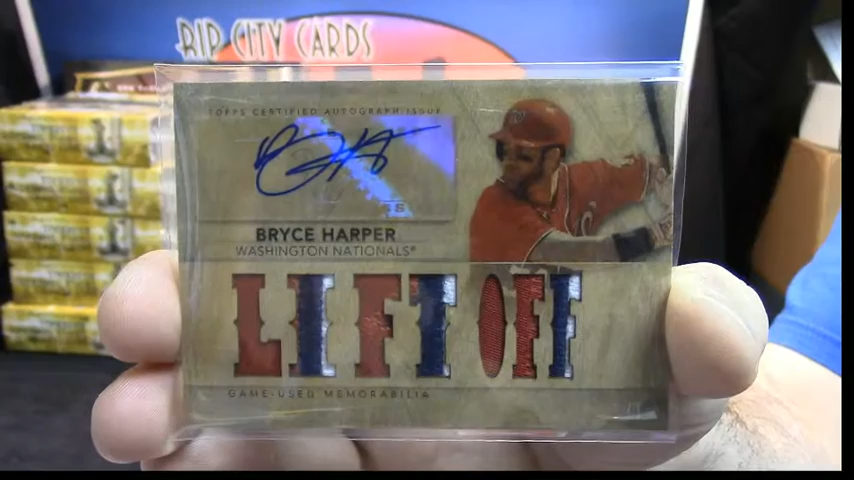 RIP CITY CARDS
TOPPS CERTIFIED AUTOGRAPH ISSUE
BRYCE HARPER
WASHINGTON NATIONALS®
LIFT OFF
GAME-USED MEMORABILIA